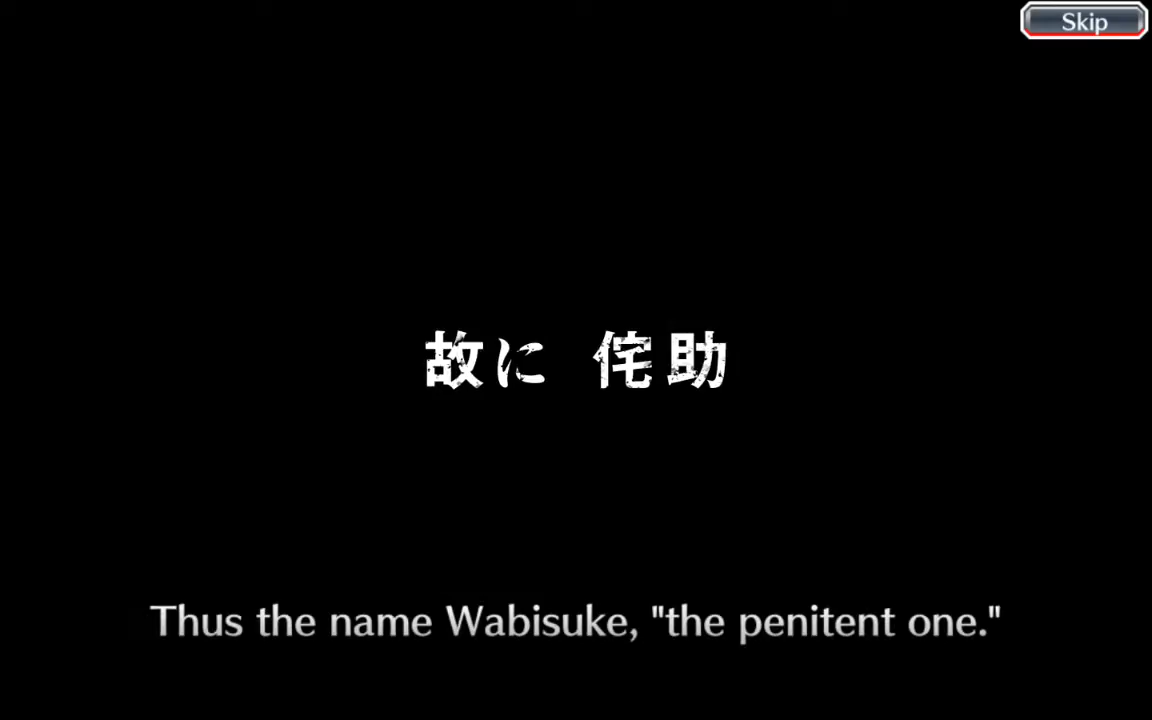 Skip
故に 侘助
Thus the name Wabisuke, "the penitent one."